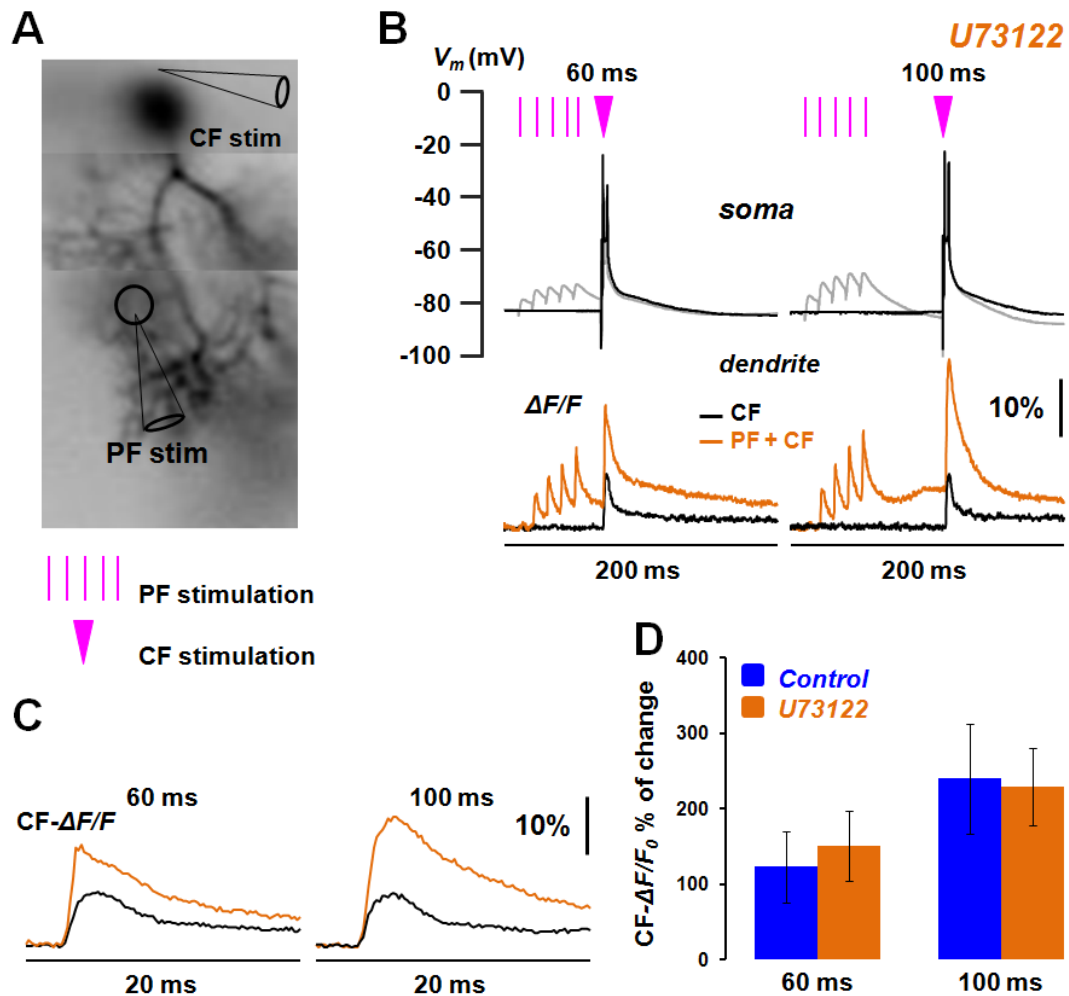 A
CF stim
PF stim
PF stimulation
CF stimulation
B
U73122
Vm (mV)
60 ms
100 ms
0
-20
-40
-60
-80
-100
soma
dendrite
ΔF/F
CF
PF + CF
10%
200 ms
200 ms
C
60 ms
100 ms
CF-ΔF/F
10%
20 ms
20 ms
D
CF-ΔF/F0 % of change
400
300
200
100
0
Control
U73122
60 ms
100 ms